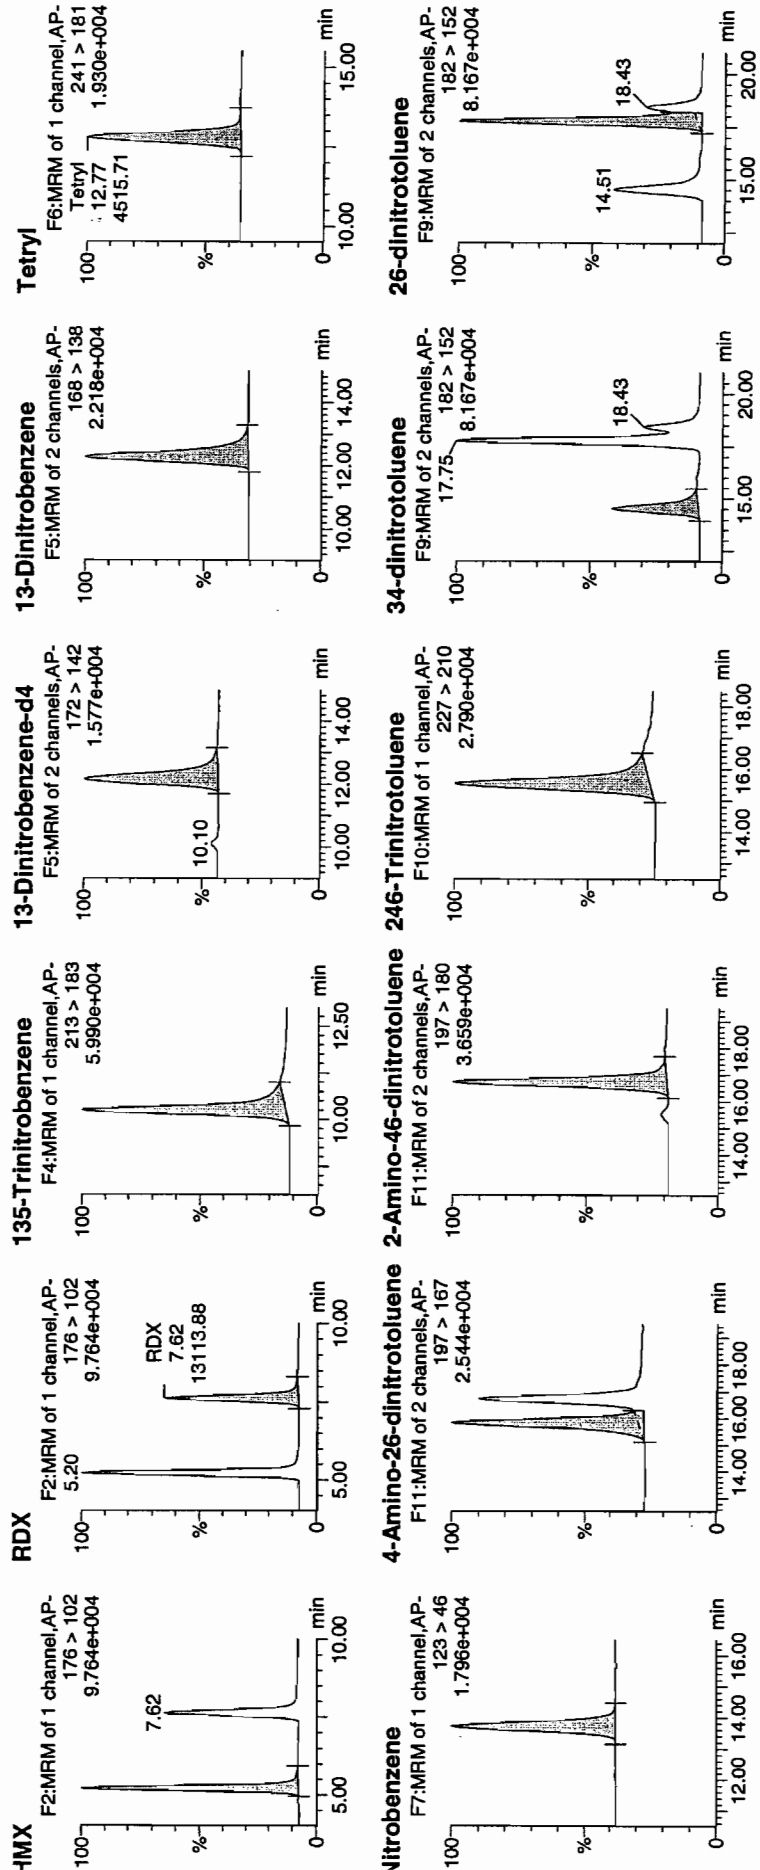 HMX
F2:MRM of 1 channel,AP-
176 > 102
9.764e+004
100
7.62
%
0
5.00 10.00 min
RDX
F2:MRM of 1 channel,AP-
5.20 176 > 102
9.764e+004
100
RDX
7.62
13113.88
%
0
5.00 10.00 min
135-Trinitrobenzene
F4:MRM of 1 channel,AP-
213 > 183
5.990e+004
100
%
0
10.00 12.50 min
13-Dinitrobenzene-d4
F5:MRM of 2 channels,AP-
172 > 142
1.577e+004
100
10.10
%
0
10.00 12.00 14.00 min
13-Dinitrobenzene
F5:MRM of 2 channels,AP-
168 > 138
2.218e+004
100
%
0
10.00 12.00 14.00 min
Tetryl
F6:MRM of 1 channel,AP-
Tetryl 241 > 181
12.77 1.930e+004
4515.71
100
%
0
10.00 15.00 min
Nitrobenzene
F7:MRM of 1 channel,AP-
123 > 46
1.796e+004
100
%
0
12.00 14.00 16.00 min
4-Amino-26-dinitrotoluene
F11:MRM of 2 channels,AP-
197 > 167
2.544e+004
100
%
0
14.00 16.00 18.00 min
2-Amino-46-dinitrotoluene
F11:MRM of 2 channels,AP-
197 > 180
3.659e+004
100
%
0
14.00 16.00 18.00 min
246-Trinitrotoluene
F10:MRM of 1 channel,AP-
227 > 210
2.790e+004
100
%
0
14.00 16.00 18.00 min
34-dinitrotoluene
F9:MRM of 2 channels,AP-
17.75 182 > 152
8.167e+004
100
18.43
%
0
15.00 20.00 min
26-dinitrotoluene
F9:MRM of 2 channels,AP-
182 > 152
8.167e+004
100
14.51 18.43
%
0
15.00 20.00 min